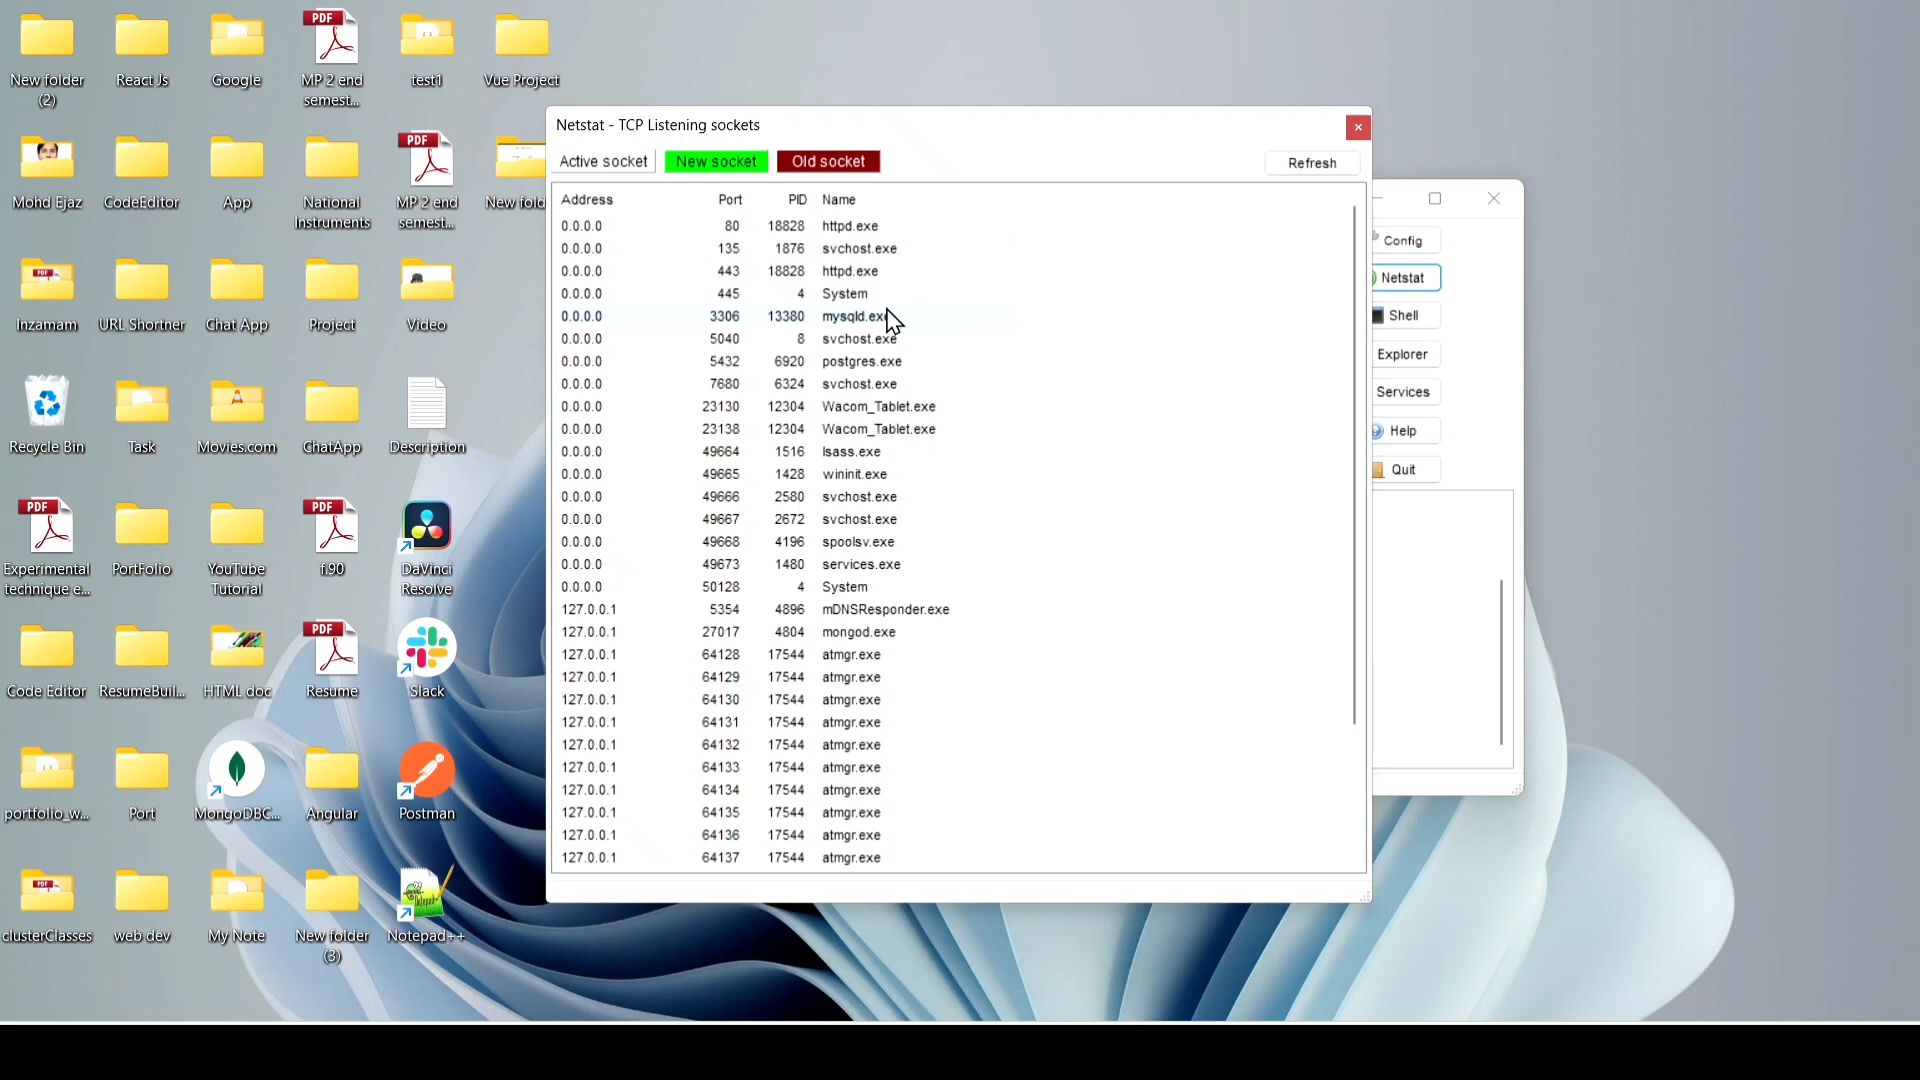 New folder
(2)
React Js
Google
MP 2 end
semest...
test1
Vue Project
Mohd Ejaz
CodeEditor
App
National
Instruments
MP 2 end
semest...
New fold
Inzamam
URL Shortner
Chat App
Project
Video
Recycle Bin
Task
Movies.com
ChatApp
Description
Experimental
technique e...
PortFolio
YouTube
Tutorial
f.90
DaVinci
Resolve
Code Editor
ResumeBuil...
HTML doc
Resume
Slack
portfolio_w...
Port
MongoDBC...
Angular
Postman
clusterClasses
web dev
My Note
New folder
(3)
Notepad++
PDF
PDF
PDF
PDF
PDF
PDF
PDF
PDF
Netstat - TCP Listening sockets
Active socket New socket Old socket Refresh
Address Port PID Name
0.0.0.0 80 18828 httpd.exe
0.0.0.0 135 1876 svchost.exe
0.0.0.0 443 18828 httpd.exe
0.0.0.0 445 4 System
0.0.0.0 3306 13380 mysqld.exe
0.0.0.0 5040 8 svchost.exe
0.0.0.0 5432 6920 postgres.exe
0.0.0.0 7680 6324 svchost.exe
0.0.0.0 23130 12304 Wacom_Tablet.exe
0.0.0.0 23138 12304 Wacom_Tablet.exe
0.0.0.0 49664 1516 lsass.exe
0.0.0.0 49665 1428 wininit.exe
0.0.0.0 49666 2580 svchost.exe
0.0.0.0 49667 2672 svchost.exe
0.0.0.0 49668 4196 spoolsv.exe
0.0.0.0 49673 1480 services.exe
0.0.0.0 50128 4 System
127.0.0.1 5354 4896 mDNSResponder.exe
127.0.0.1 27017 4804 mongod.exe
127.0.0.1 64128 17544 atmgr.exe
127.0.0.1 64129 17544 atmgr.exe
127.0.0.1 64130 17544 atmgr.exe
127.0.0.1 64131 17544 atmgr.exe
127.0.0.1 64132 17544 atmgr.exe
127.0.0.1 64133 17544 atmgr.exe
127.0.0.1 64134 17544 atmgr.exe
127.0.0.1 64135 17544 atmgr.exe
127.0.0.1 64136 17544 atmgr.exe
127.0.0.1 64137 17544 atmgr.exe
Config
Netstat
Shell
Explorer
Services
Help
Quit